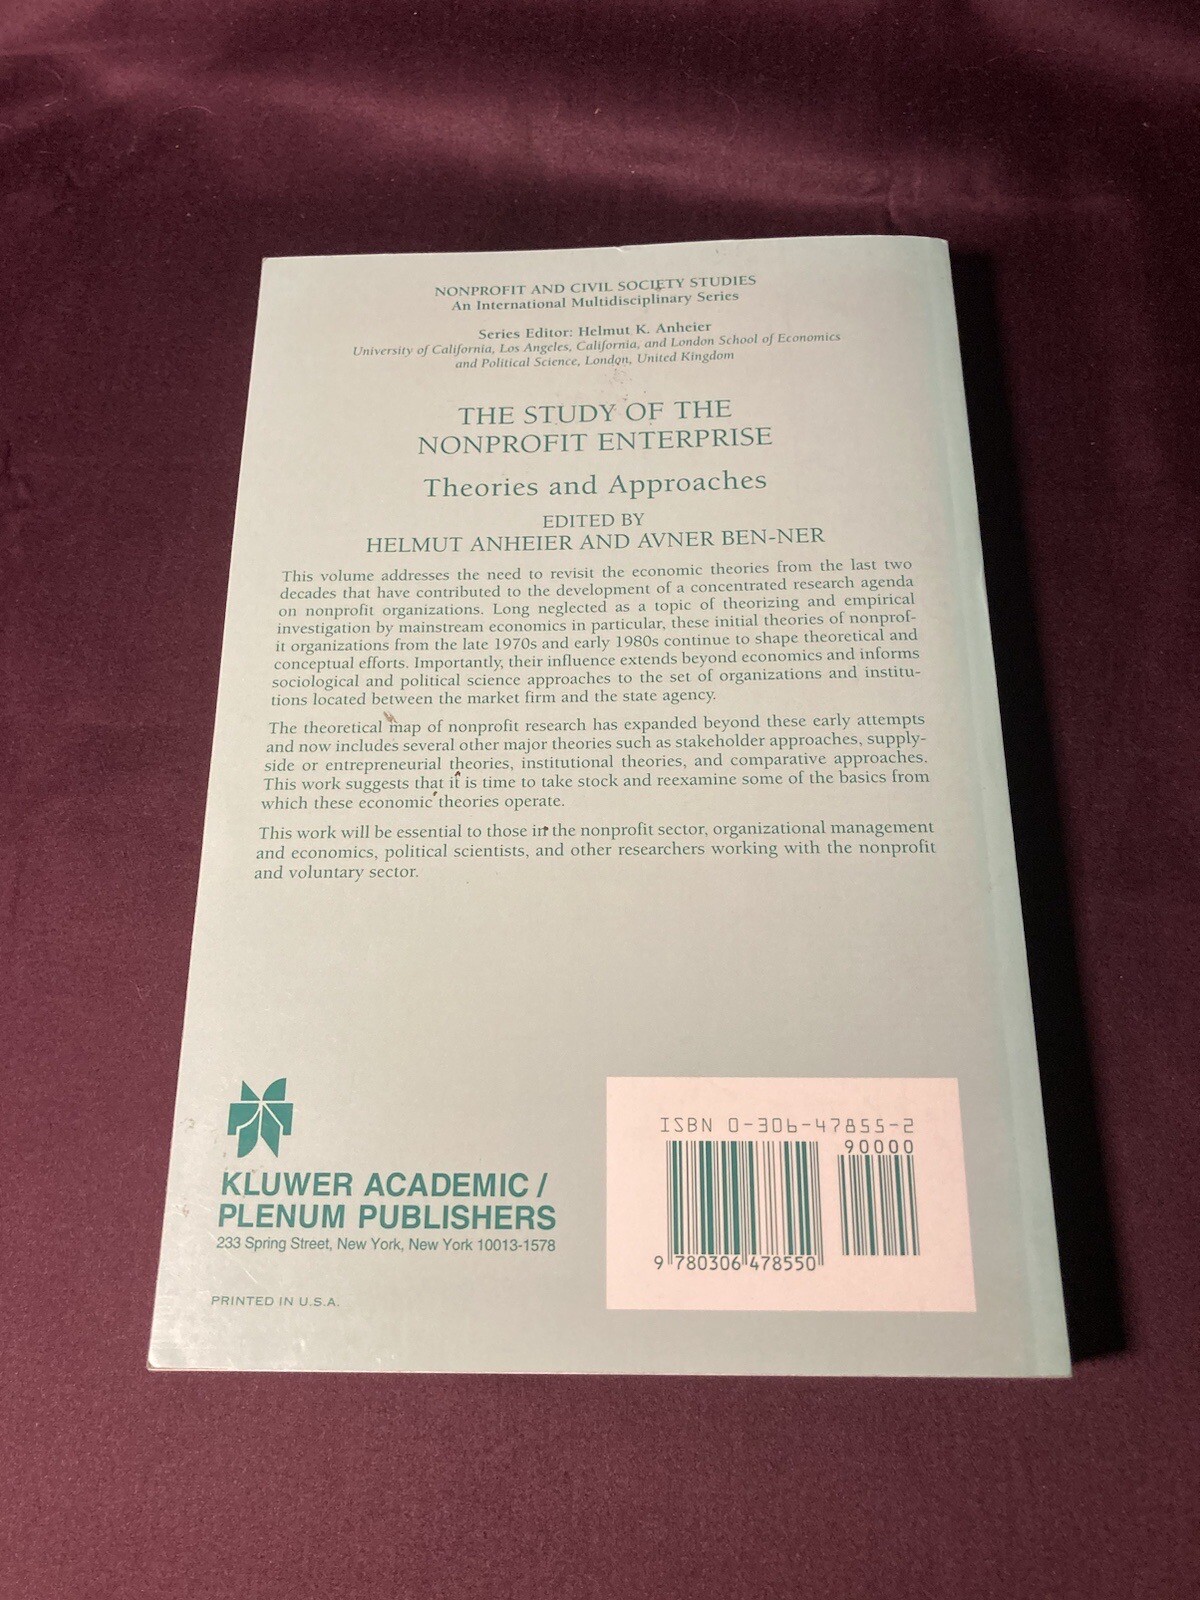 NONPROFIT AND CIVIL SOCIETY STUDIES
An International Multidisciplinary Series
Series Editor: Helmut K. Anheier
University of California, Los Angeles, California, and London School of Economics
and Political Science, London, United Kingdom
THE STUDY OF THE
NONPROFIT ENTERPRISE
Theories and Approaches
EDITED BY
HELMUT ANHEIER AND AVNER BEN-NER
This volume addresses the need to revisit the economic theories from the last two
decades that have contributed to the development of a concentrated research agenda
on nonprofit organizations. Long neglected as a topic of theorizing and empirical
investigation by mainstream economics in particular, these initial theories of nonprof-
it organizations from the late 1970s and early 1980s continue to shape theoretical and
conceptual efforts. Importantly, their influence extends beyond economics and informs
sociological and political science approaches to the set of organizations and institu-
tions located between the market firm and the state agency.
The theoretical map of nonprofit research has expanded beyond these early attempts
and now includes several other major theories such as stakeholder approaches, supply-
side or entrepreneurial theories, institutional theories, and comparative approaches.
This work suggests that it is time to take stock and reexamine some of the basics from
which these economic theories operate.
This work will be essential to those in the nonprofit sector, organizational management
and economics, political scientists, and other researchers working with the nonprofit
and voluntary sector.
KLUWER ACADEMIC /
PLENUM PUBLISHERS
233 Spring Street, New York, New York 10013-1578
PRINTED IN U.S.A.
ISBN 0-306-47855-2
90000
9 780306 478550